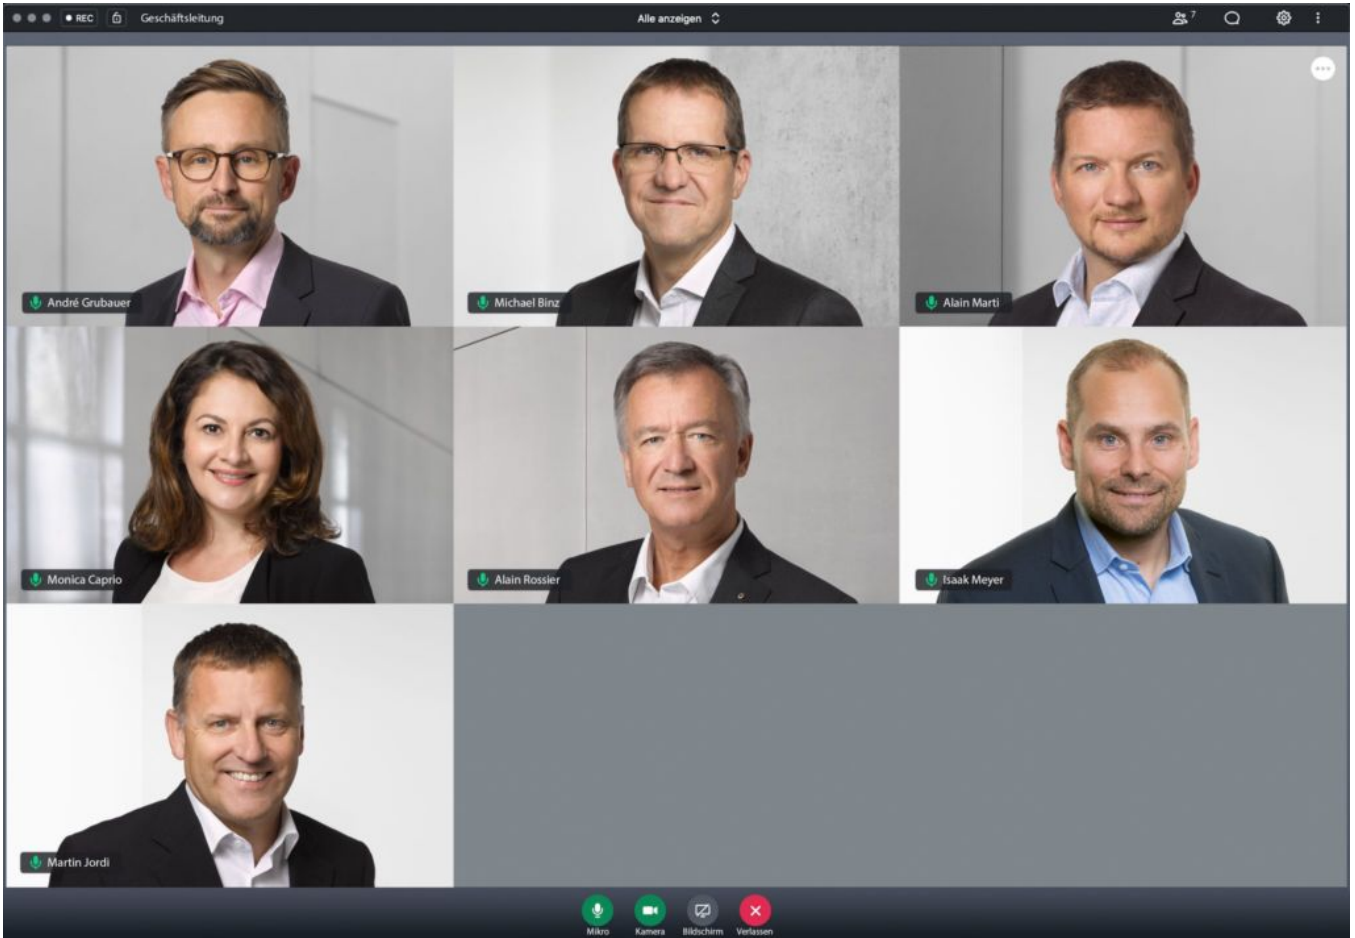 REC
Geschäftsleitung
Alle anzeigen
7
André Grubauer
Michael Binz
Alain Marti
Monica Caprio
Alain Rossier
Isaak Meyer
Martin Jordi
Mikro
Kamera
Bildschirm
Verlassen